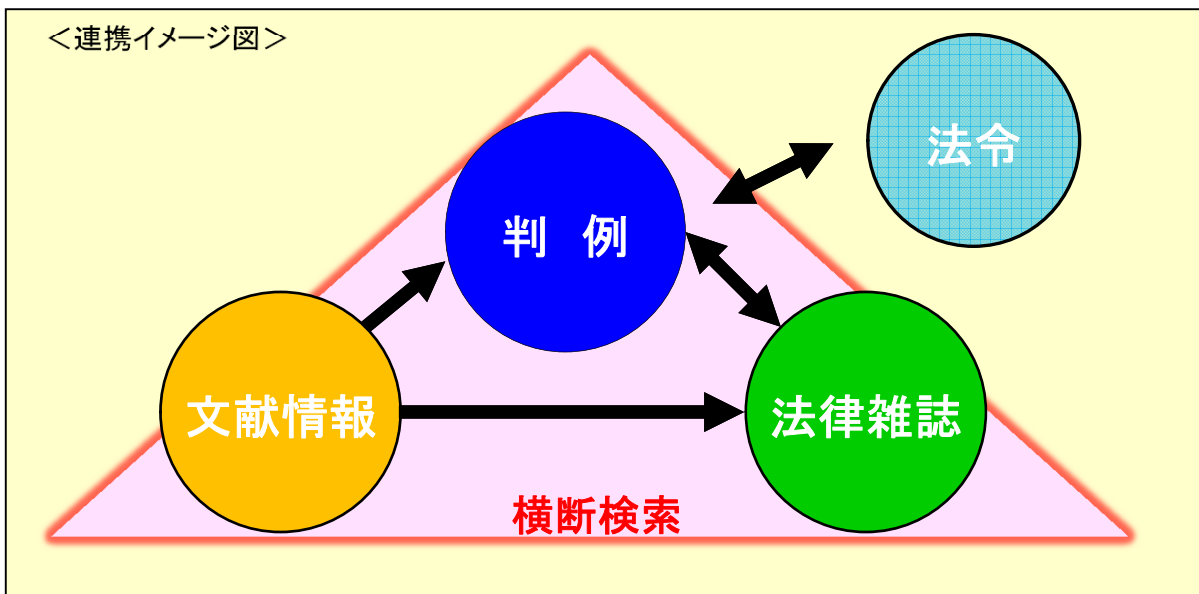 ＜連携イメージ図＞
法令
判 例
文献情報
法律雑誌
横断検索